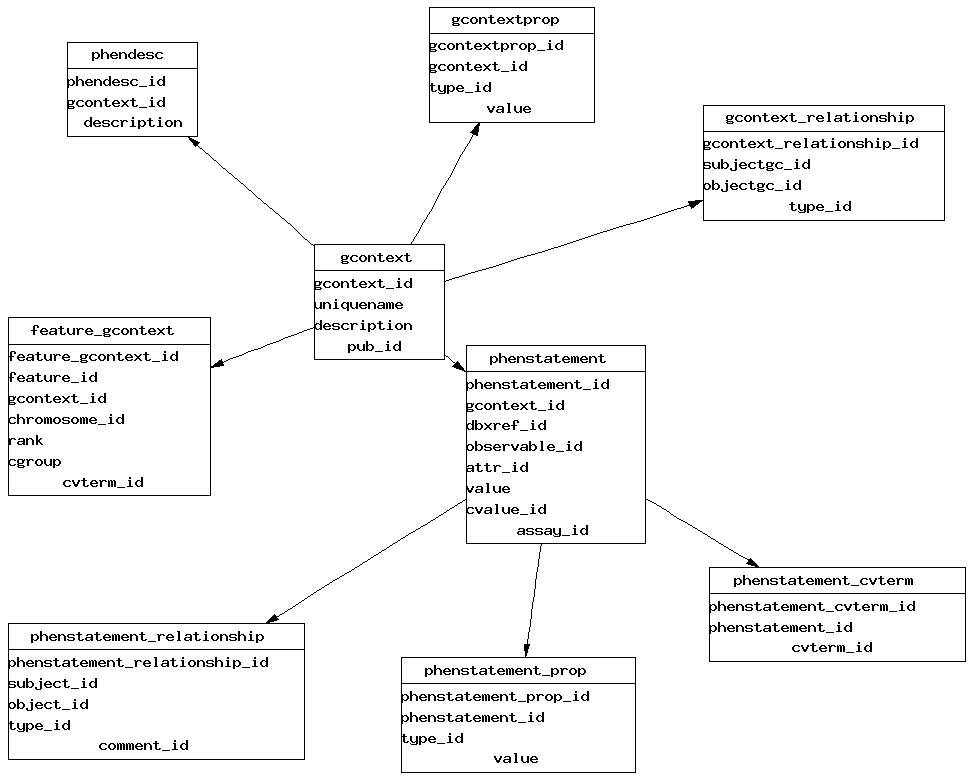 gcontextprop
gcontextprop_id
gcontext_id
type_id
value
phendesc
phendesc_id
gcontext_id
description
gcontext_relationship
gcontext_relationship_id
subjectgc_id
objectgc_id
type_id
gcontext
gcontext_id
uniquename
description
pub_id
feature_gcontext
feature_gcontext_id
feature_id
gcontext_id
chromosome_id
rank
cgroup
cvterm_id
phenstatement
phenstatement_id
gcontext_id
dbxref_id
observable_id
attr_id
value
cvalue_id
assay_id
phenstatement_cvterm
phenstatement_cvterm_id
phenstatement_id
cvterm_id
phenstatement_relationship
phenstatement_relationship_id
subject_id
object_id
type_id
comment_id
phenstatement_prop
phenstatement_prop_id
phenstatement_id
type_id
value